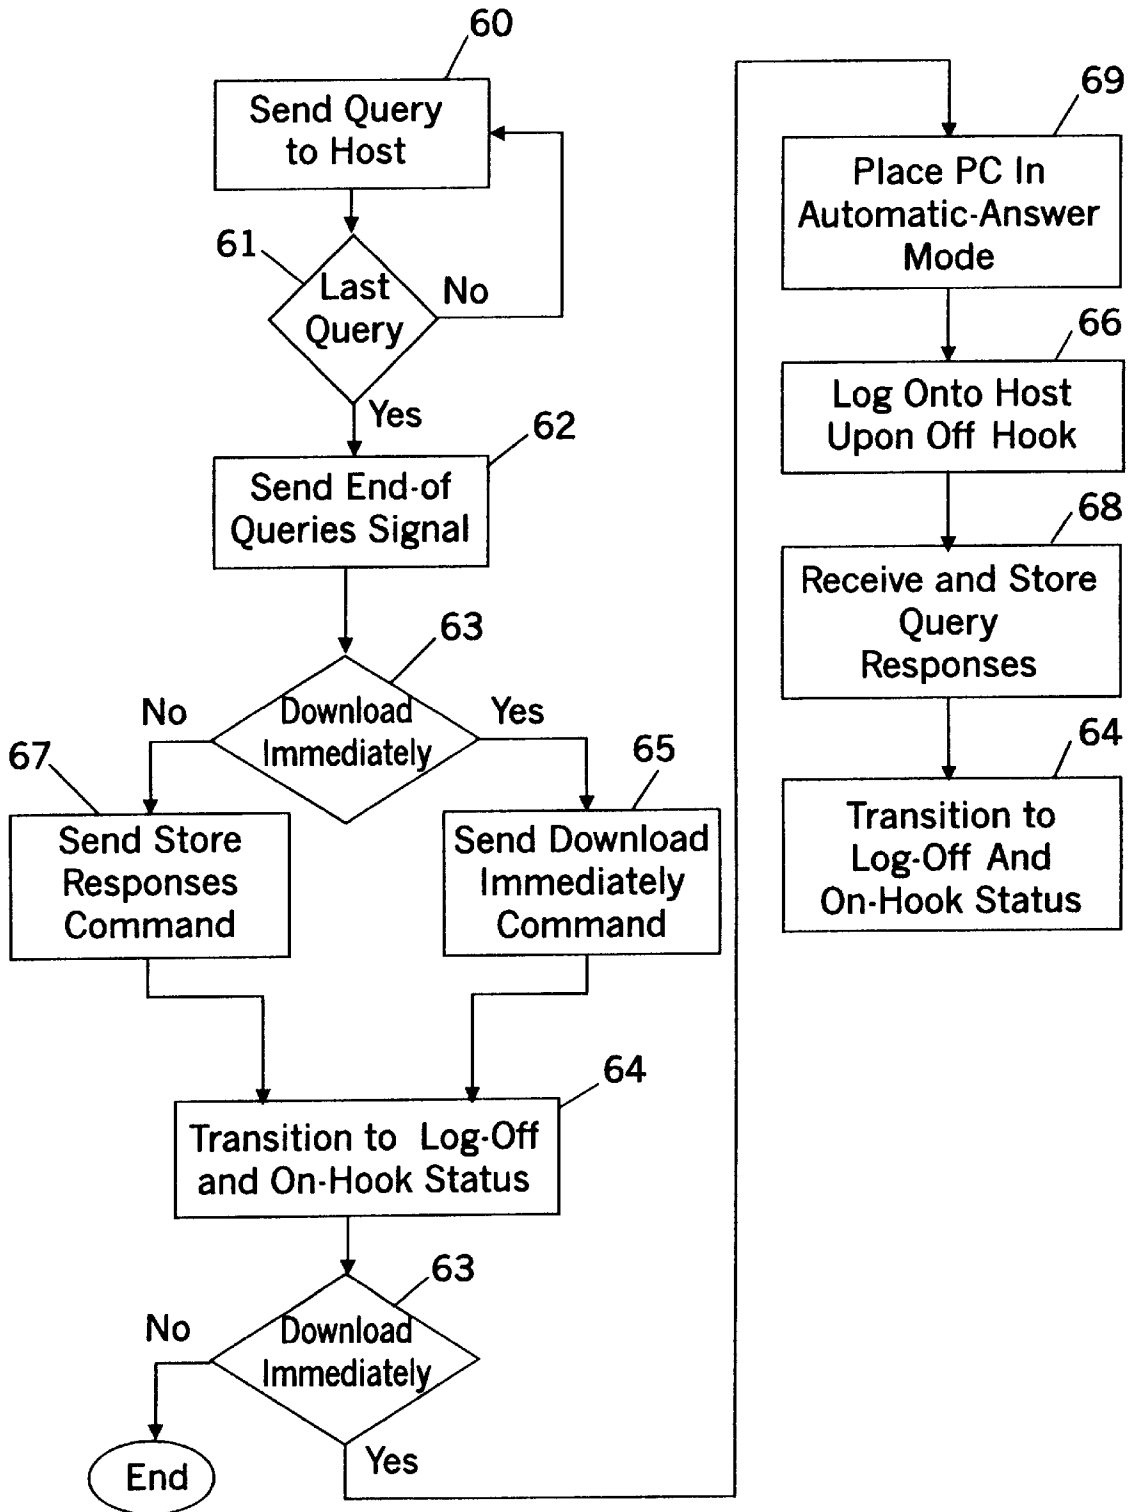 60
Send Query
to Host
61
Last
Query
No
Yes
62
Send End-of
Queries Signal
63
Download
Immediately
No
Yes
67
Send Store
Responses
Command
65
Send Download
Immediately
Command
64
Transition to Log-Off
and On-Hook Status
63
Download
Immediately
No
Yes
End
69
Place PC In
Automatic-Answer
Mode
66
Log Onto Host
Upon Off Hook
68
Receive and Store
Query
Responses
64
Transition to
Log-Off And
On-Hook Status